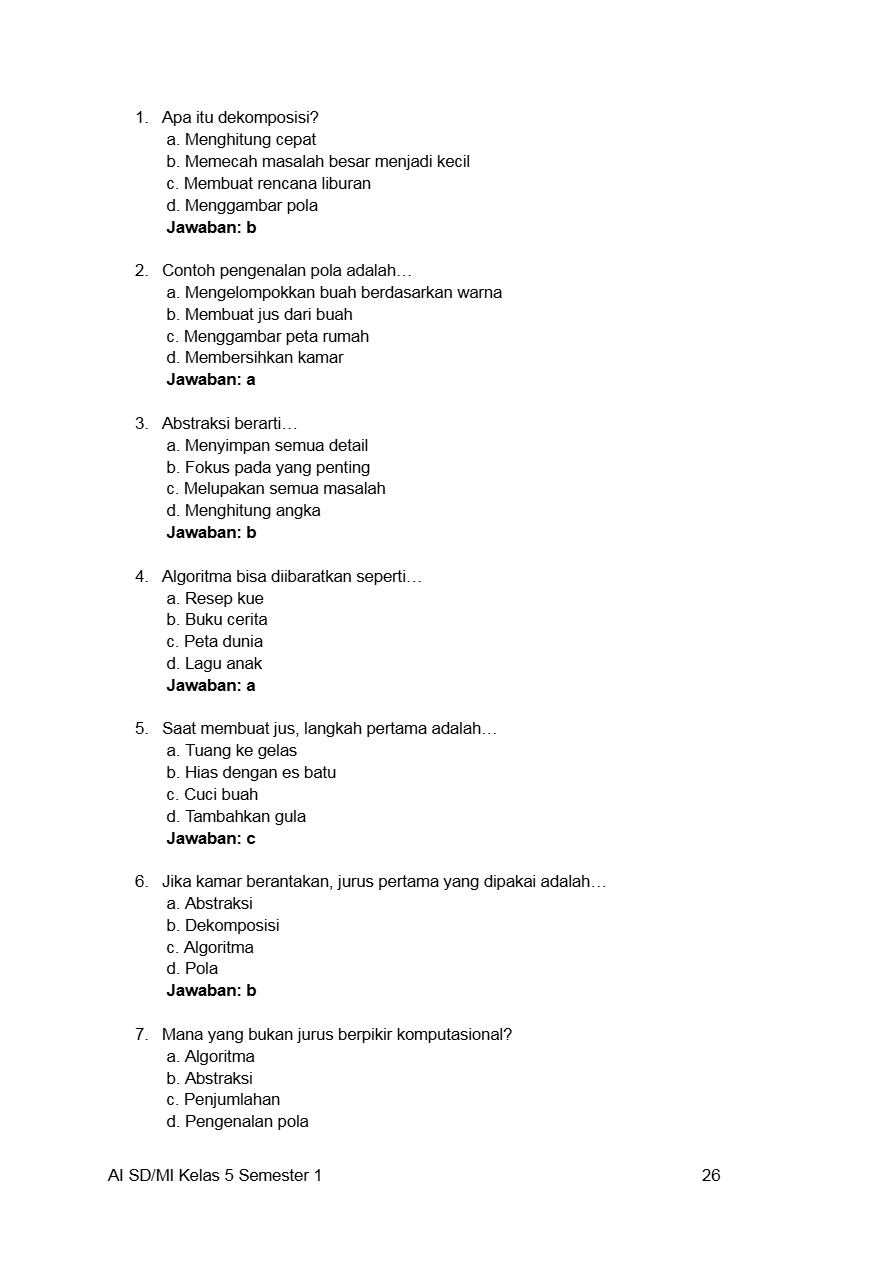 1. Apa itu dekomposisi?
a. Menghitung cepat
b. Memecah masalah besar menjadi kecil
c. Membuat rencana liburan
d. Menggambar pola
Jawaban: b
2. Contoh pengenalan pola adalah…
a. Mengelompokkan buah berdasarkan warna
b. Membuat jus dari buah
c. Menggambar peta rumah
d. Membersihkan kamar
Jawaban: a
3. Abstraksi berarti…
a. Menyimpan semua detail
b. Fokus pada yang penting
c. Melupakan semua masalah
d. Menghitung angka
Jawaban: b
4. Algoritma bisa diibaratkan seperti…
a. Resep kue
b. Buku cerita
c. Peta dunia
d. Lagu anak
Jawaban: a
5. Saat membuat jus, langkah pertama adalah…
a. Tuang ke gelas
b. Hias dengan es batu
c. Cuci buah
d. Tambahkan gula
Jawaban: c
6. Jika kamar berantakan, jurus pertama yang dipakai adalah…
a. Abstraksi
b. Dekomposisi
c. Algoritma
d. Pola
Jawaban: b
7. Mana yang bukan jurus berpikir komputasional?
a. Algoritma
b. Abstraksi
c. Penjumlahan
d. Pengenalan pola
AI SD/MI Kelas 5 Semester 1 26